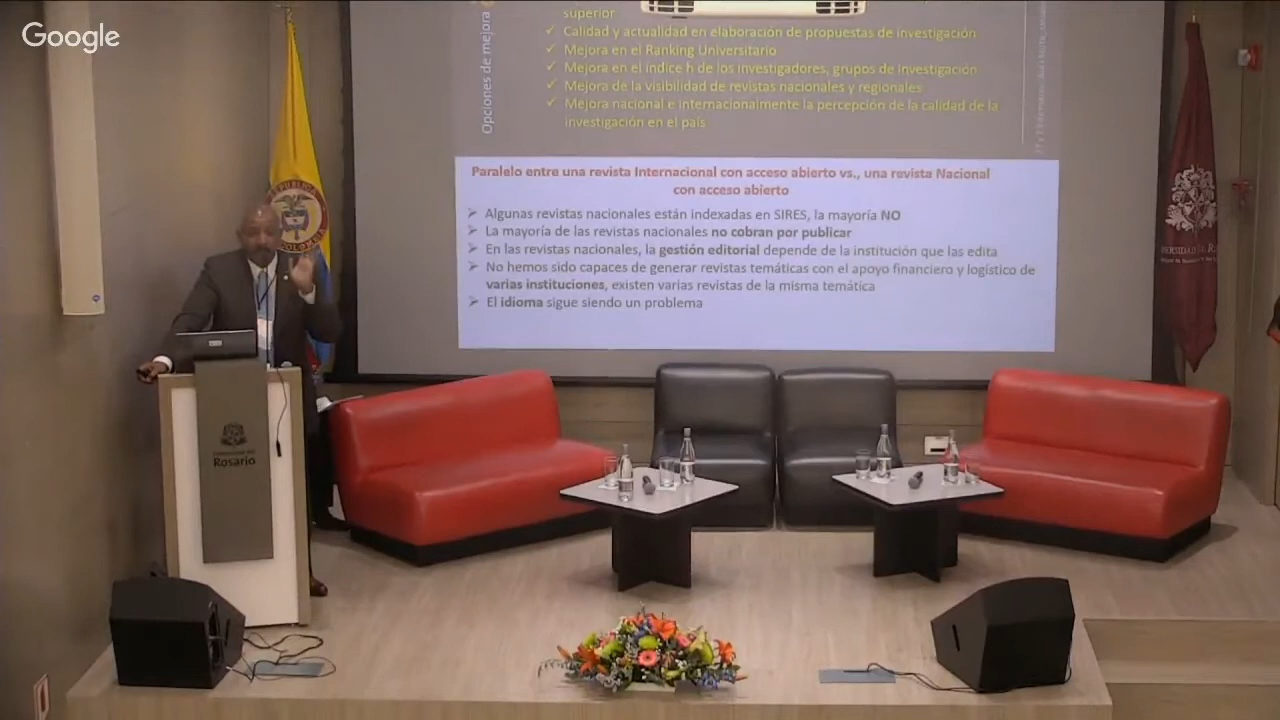 Google
superior
✓ Calidad y actualidad en elaboración de propuestas de investigación
✓ Mejora en el Ranking Universitario
✓ Mejora en el indice h de los investigadores, grupos de investigación
✓ Mejora de la visibilidad de revistas nacionales y regionales
✓ Mejora nacional e internacionalmente la percepción de la calidad de la
investigación en el país
Opciones de mejora
Paralelo entre una revista Internacional con acceso abierto vs., una revista Nacional
con acceso abierto
➢ Algunas revistas nacionales están indexadas en SIRES, la mayoría NO
➢ La mayoría de las revistas nacionales no cobran por publicar
➢ En las revistas nacionales, la gestión editorial depende de la institución que las edita
➢ No hemos sido capaces de generar revistas temáticas con el apoyo financiero y logístico de
varias instituciones, existen varias revistas de la misma temática
➢ El idioma sigue siendo un problema
REPUBLICA
COLOMBIA
Rosario